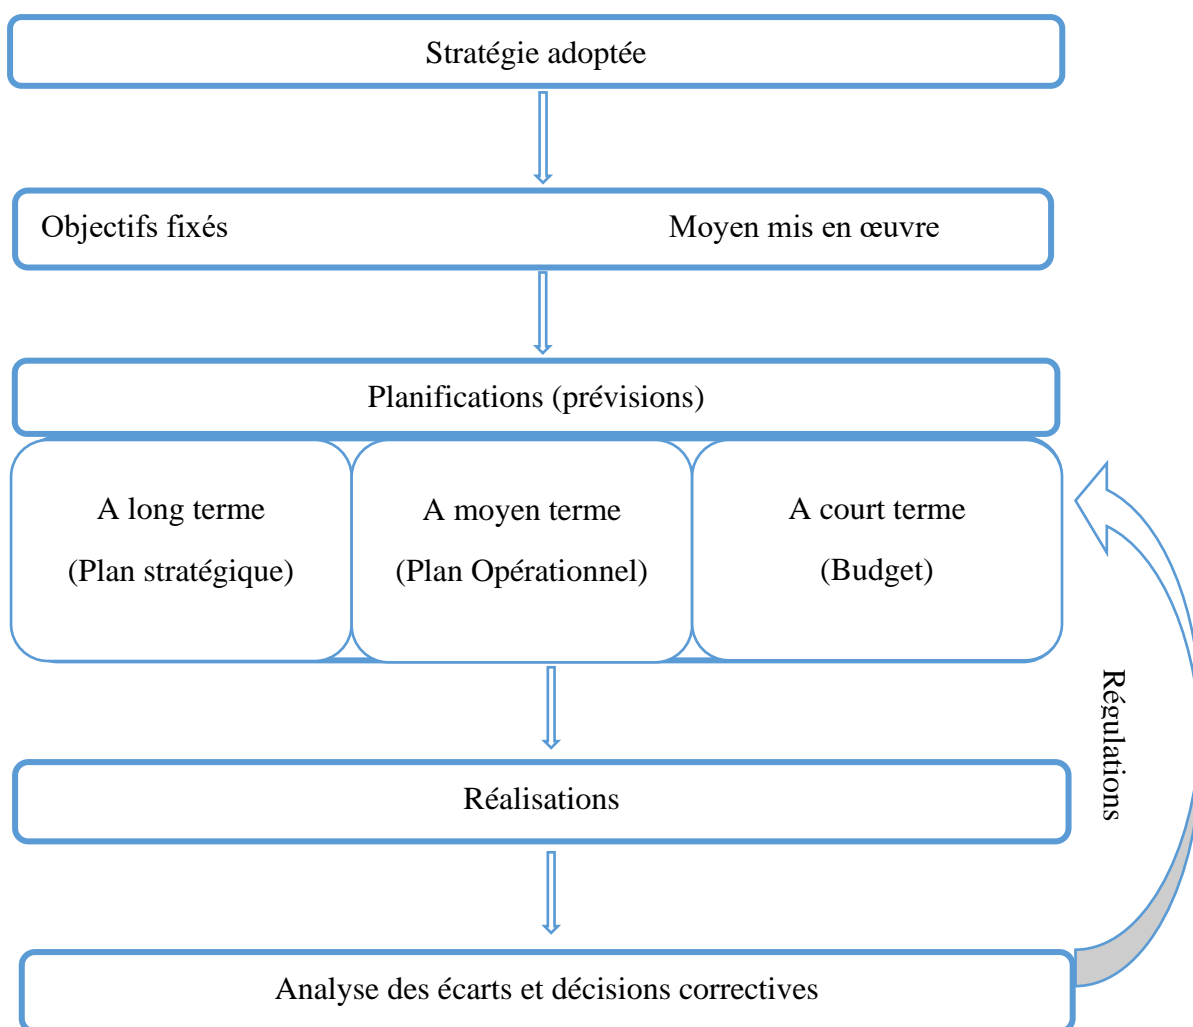 Stratégie adoptée
Objectifs fixés Moyen mis en œuvre
Planifications (prévisions)
A long terme
(Plan stratégique)
A moyen terme
(Plan Opérationnel)
A court terme
(Budget)
Régulations
Réalisations
Analyse des écarts et décisions correctives